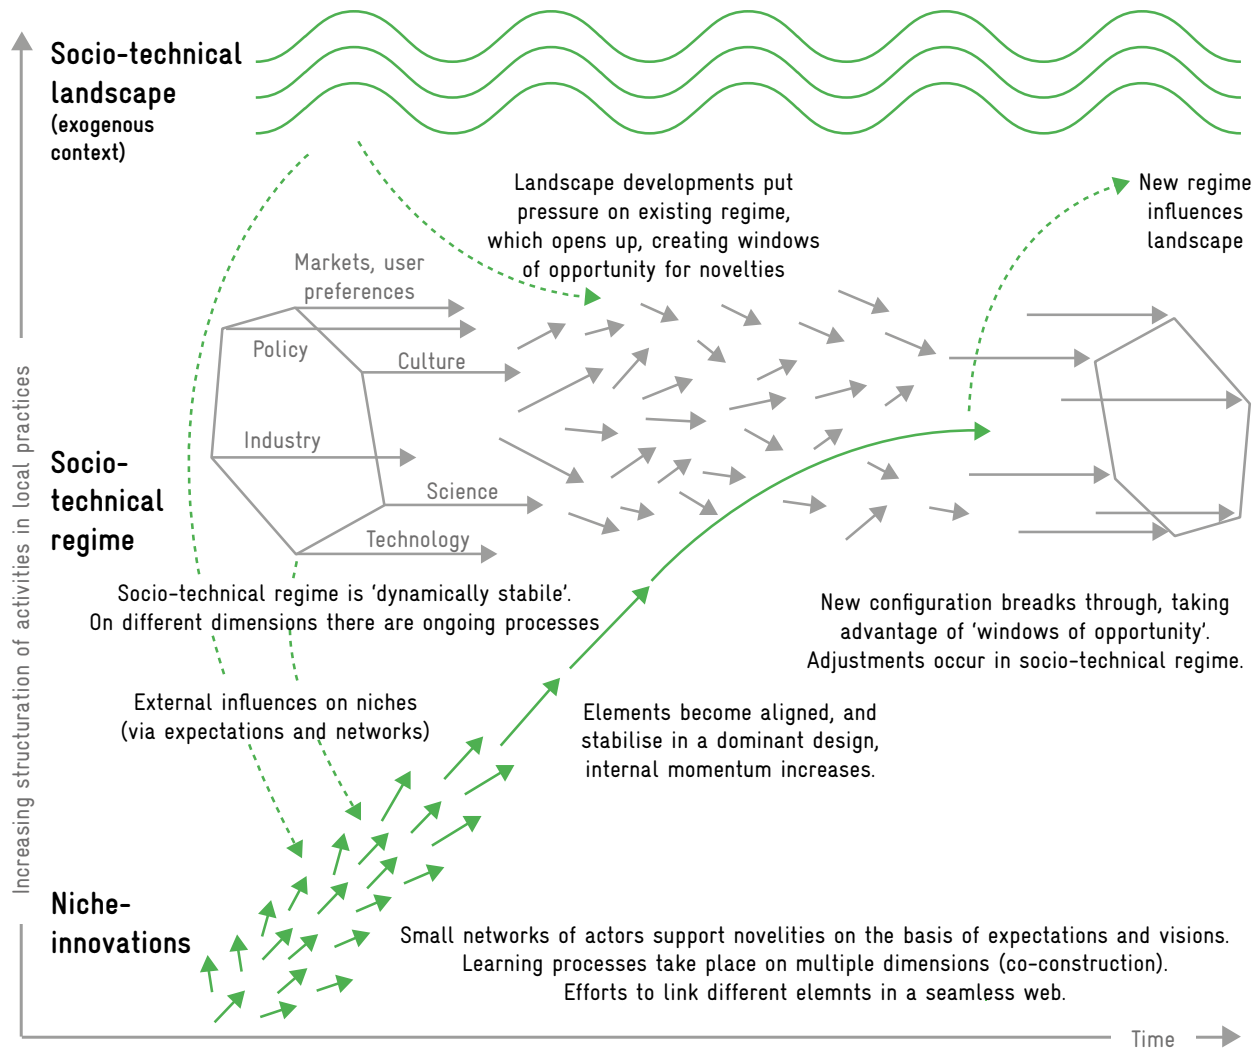 Socio-technical
landscape
(exogenous
context)
Landscape developments put
pressure on existing regime,
which opens up, creating windows
of opportunity for novelties
New regime
influences
landscape
Markets, user
preferences
Policy
Culture
Industry
Science
Technology
Socio-
technical
regime
Increasing structuration of activities in local practices
Socio-technical regime is ‘dynamically stabile’.
On different dimensions there are ongoing processes
New configuration breadks through, taking
advantage of ‘windows of opportunity’.
Adjustments occur in socio-technical regime.
External influences on niches
(via expectations and networks)
Elements become aligned, and
stabilise in a dominant design,
internal momentum increases.
Niche-
innovations
Small networks of actors support novelities on the basis of expectations and visions.
Learning processes take place on multiple dimensions (co-construction).
Efforts to link different elemnts in a seamless web.
Time